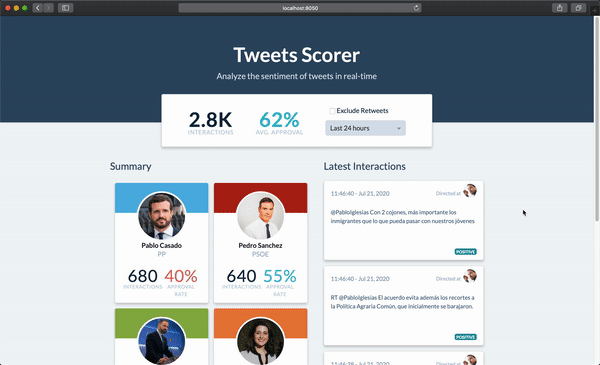 localhost:8050
Tweets Scorer
Analyze the sentiment of tweets in real-time
2.8K
INTERACTIONS
62%
AVG. APPROVAL
Exclude Retweets
Last 24 hours
Summary
Pablo Casado
PP
680
INTERACTIONS
40%
APPROVAL
RATE
Pedro Sanchez
PSOE
640
INTERACTIONS
55%
APPROVAL
RATE
Latest Interactions
11:46:40 - Jul 21, 2020
Directed at
@PabloIglesias Con 2 cojones, más importante los
inmigrantes que lo que pueda pasar con nuestros jóvenes
POSITIVE
11:46:40 - Jul 21, 2020
Directed at
RT @PabloIglesias El acuerdo evita además los recortes a
la Política Agraria Común, que inicialmente se barajaron.
POSITIVE
11:46:38 - Jul 21, 2020
Directed at